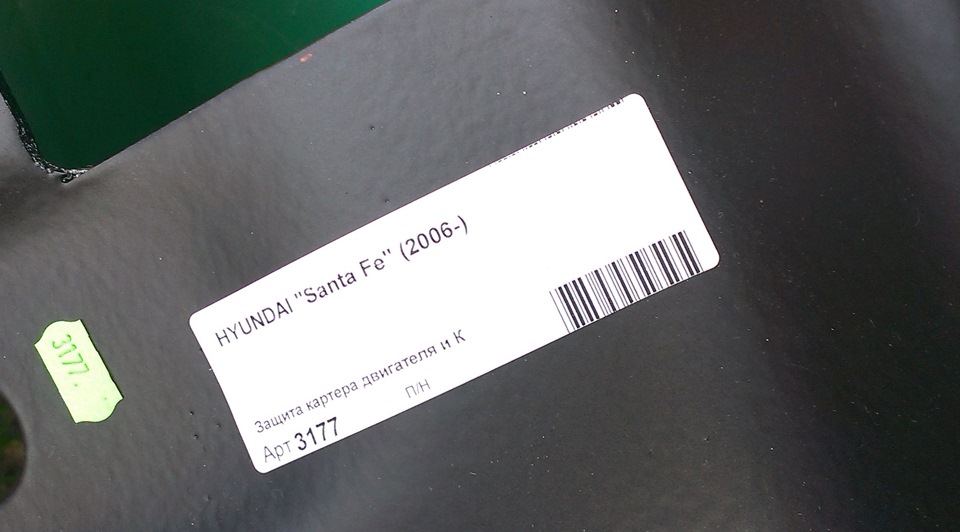 HYUNDAI "Santa Fe" (2006-)
Защита картера двигателя и К
П/Н
Арт 3177
3177.